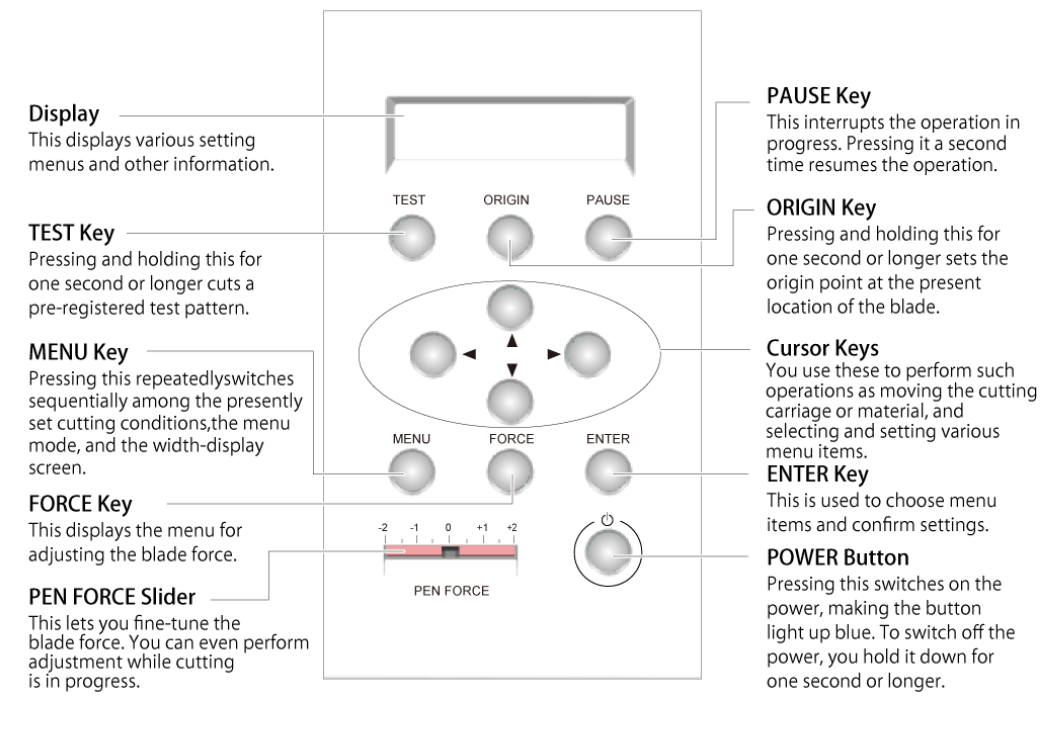 Display
This displays various setting
menus and other information.
TEST Key
Pressing and holding this for
one second or longer cuts a
pre-registered test pattern.
MENU Key
Pressing this repeatedlyswitches
sequentially among the presently
set cutting conditions,the menu
mode, and the width-display
screen.
FORCE Key
This displays the menu for
adjusting the blade force.
PEN FORCE Slider
This lets you fine-tune the
blade force. You can even perform
adjustment while cutting
is in progress.
TEST ORIGIN PAUSE
MENU FORCE ENTER
-2 -1 0 +1 +2
PEN FORCE
PAUSE Key
This interrupts the operation in
progress. Pressing it a second
time resumes the operation.
ORIGIN Key
Pressing and holding this for
one second or longer sets the
origin point at the present
location of the blade.
Cursor Keys
You use these to perform such
operations as moving the cutting
carriage or material, and
selecting and setting various
menu items.
ENTER Key
This is used to choose menu
items and confirm settings.
POWER Button
Pressing this switches on the
power, making the button
light up blue. To switch off the
power, you hold it down for
one second or longer.